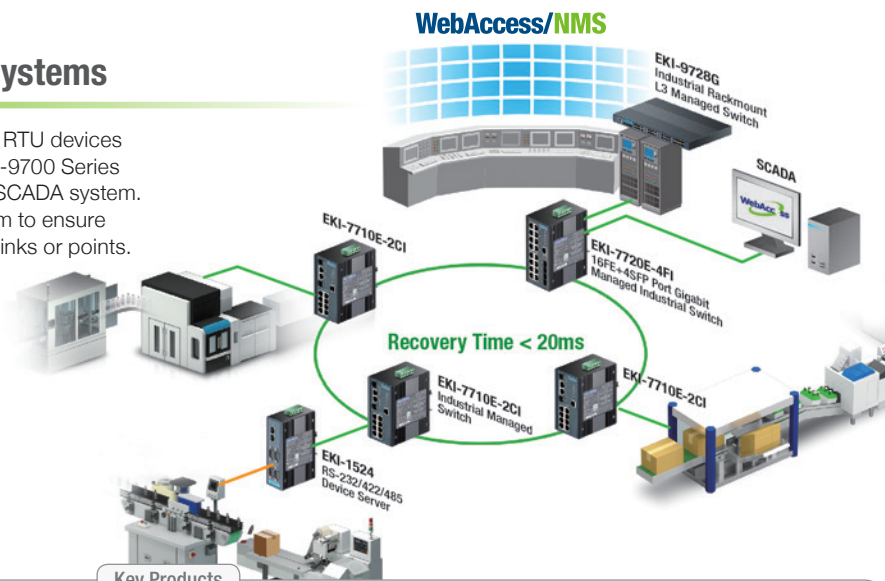 WebAccess/NMS
ystems
RTU devices
-9700 Series
SCADA system.
m to ensure
inks or points.
EKI-9728G
Industrial Rackmount
L3 Managed Switch
SCADA
WebAccess
EKI-7710E-2CI
EKI-7720E-4FI
16FE+4SFP Port Gigabit
Managed Industrial Switch
Recovery Time < 20ms
EKI-7710E-2CI
Industrial Managed
Switch
EKI-7710E-2CI
EKI-1524
RS-232/422/485
Device Server
Key Products